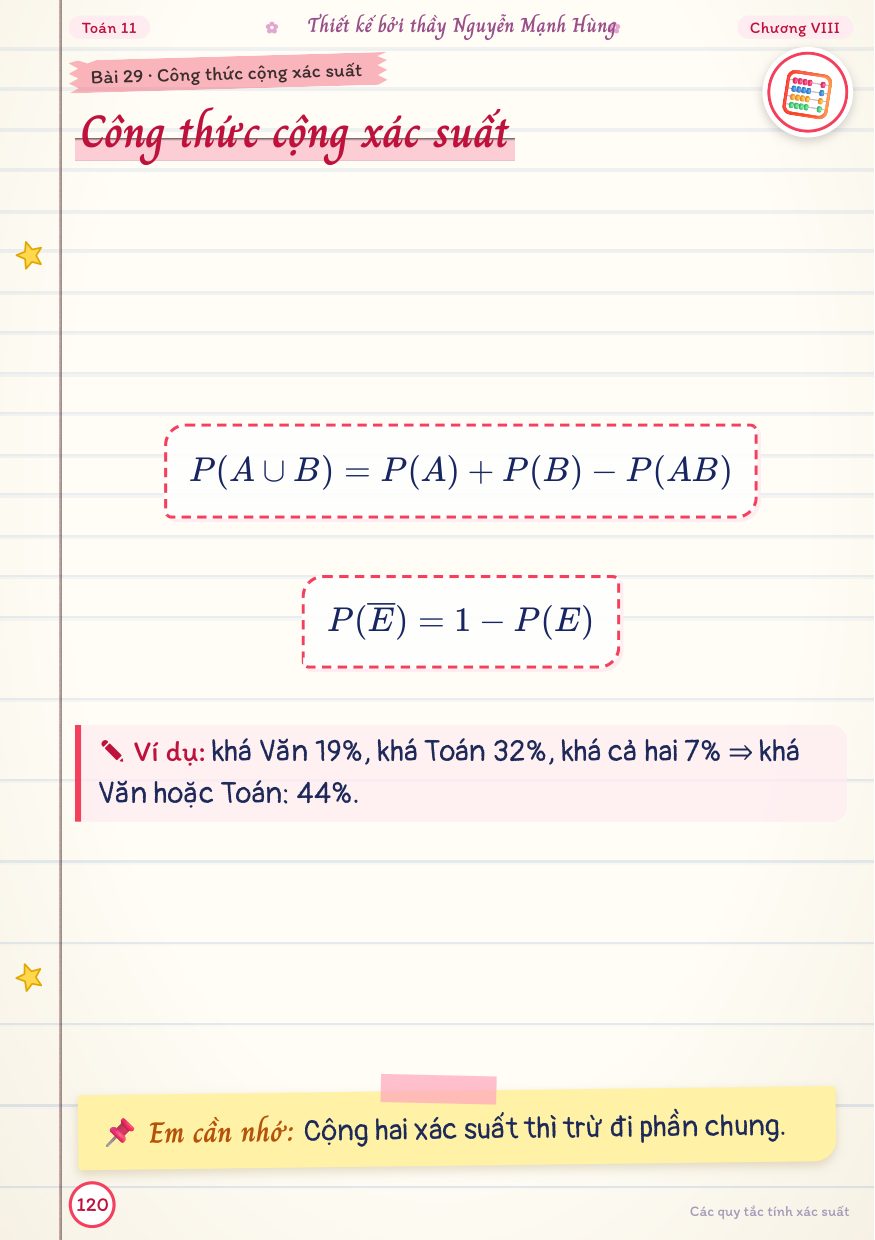 Toán 11
Thiết kế bởi thầy Nguyễn Mạnh Hùng
Chương VIII
Bài 29 · Công thức cộng xác suất
Công thức cộng xác suất
P(A ∪ B) = P(A) + P(B) − P(AB)
P(E̅) = 1 − P(E)
Ví dụ: khá Văn 19%, khá Toán 32%, khá cả hai 7% ⇒ khá
Văn hoặc Toán: 44%.
Em cần nhớ: Cộng hai xác suất thì trừ đi phần chung.
120
Các quy tắc tính xác suất